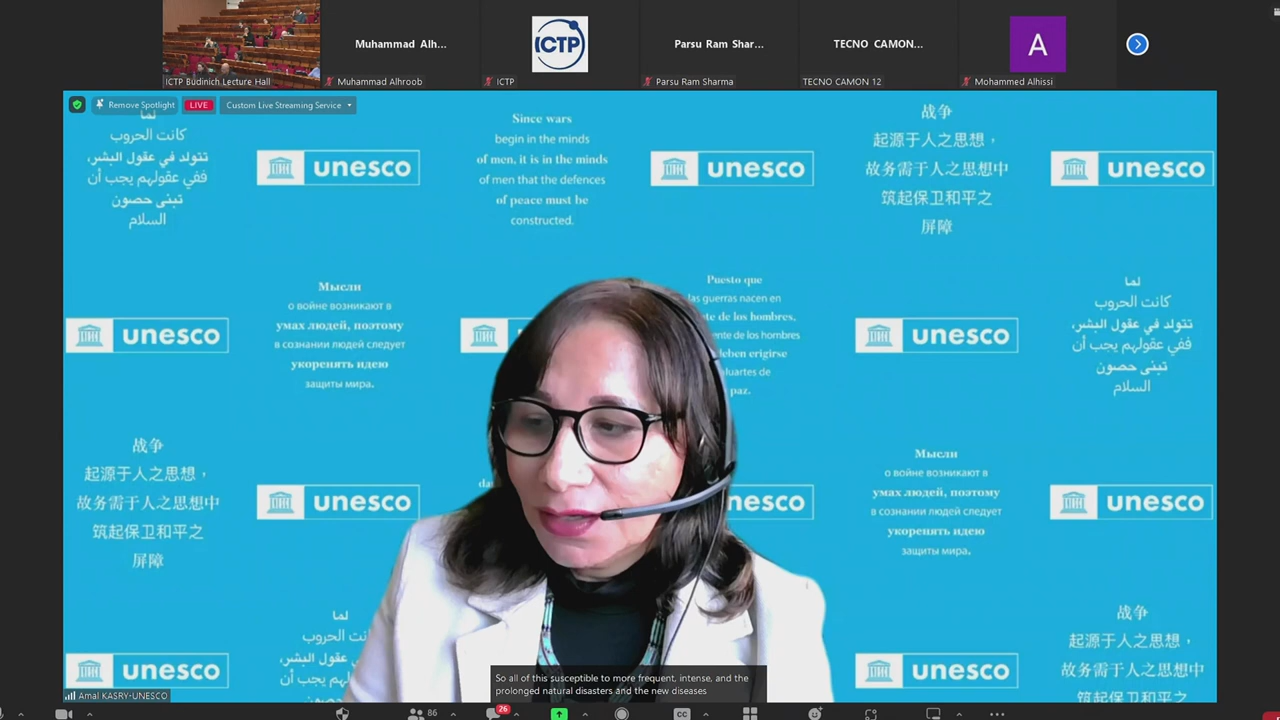 Muhammad Alh...
Parsu Ram Shar...
TECNO CAMON...
A
ICTP
ICTP Budinich Lecture Hall
Muhammad Alhroob
ICTP
Parsu Ram Sharma
TECNO CAMON 12
Mohammed Alhissi
Remove Spotlight
LIVE
Custom Live Streaming Service
لما
كانت الحروب
تتولد في عقول البشر،
ففي عقولهم يجب أن
تبنى حصون
السلام
unesco
Since wars
begin in the minds
of men, it is in the minds
of men that the defences
of peace must be
constructed.
unesco
战争
起源于人之思想，
故务需于人之思想中
筑起保卫和平之
屏障
unesco
unesco
Мысли
о войне возникают в
умах людей, поэтому
в сознании людей следует
укоренять идею
защиты мира.
Puesto que
las guerras nacen en
te de los hombres,
ente de los hombres
deben erigirse
luartes de
paz.
unesco
لما
كانت الحروب
تتولد في عقول البشر،
ففي عقولهم يجب أن
تبنى حصون
السلام
战争
起源于人之思想，
故务需于人之思想中
筑起保卫和平之
屏障
unesco
nesco
Мысли
о войне возникают в
умах людей, поэтому
в сознании людей следует
укоренять идею
защиты мира.
unesco
unesco
لما
كانت الحروب
unesco
战争
起源于人之思想，
故务需于人之思想中
筑起保卫和平之
Amal KASRY-UNESCO
So all of this susceptible to more frequent, intense, and the
prolonged natural disasters and the new diseases
86
26
CC